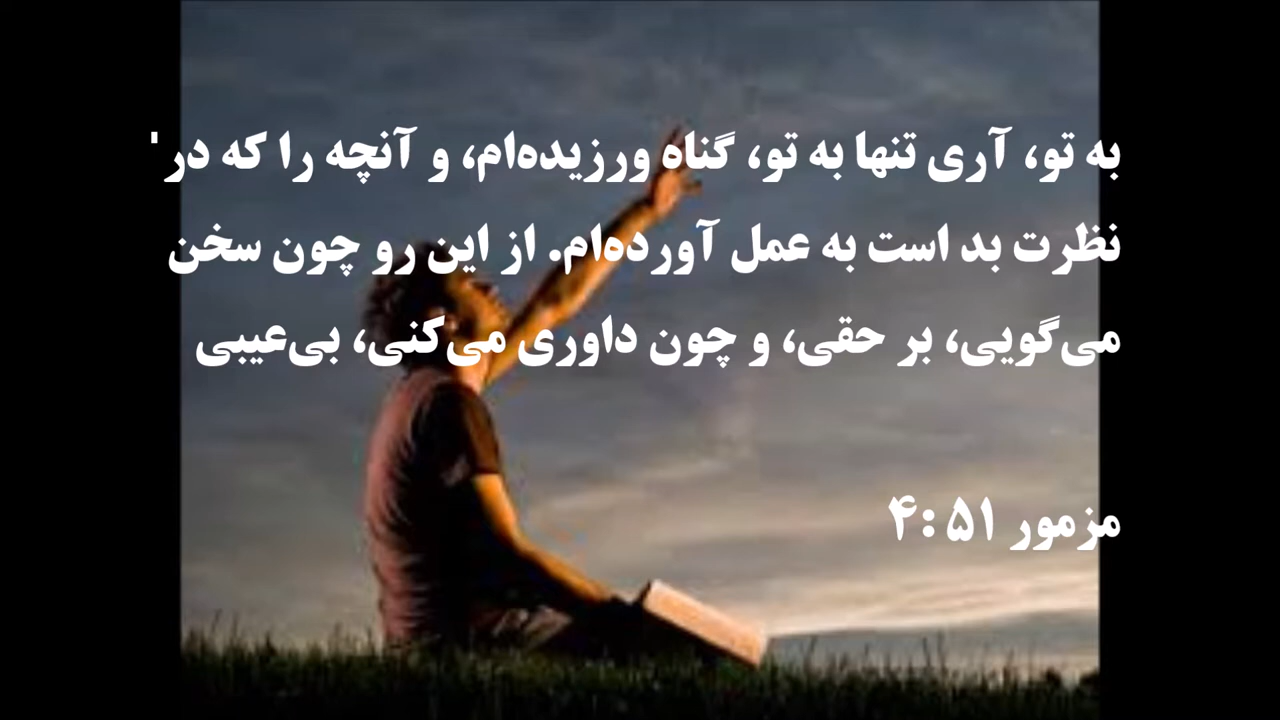 به تو، آری تنها به تو، گناه ورزیده‌ام، و آنچه را که در'
نظرت بد است به عمل آورده‌ام. از این رو چون سخن
می‌گویی، بر حقی، و چون داوری می‌کنی، بی‌عیبی
مزمور ۵۱:۴